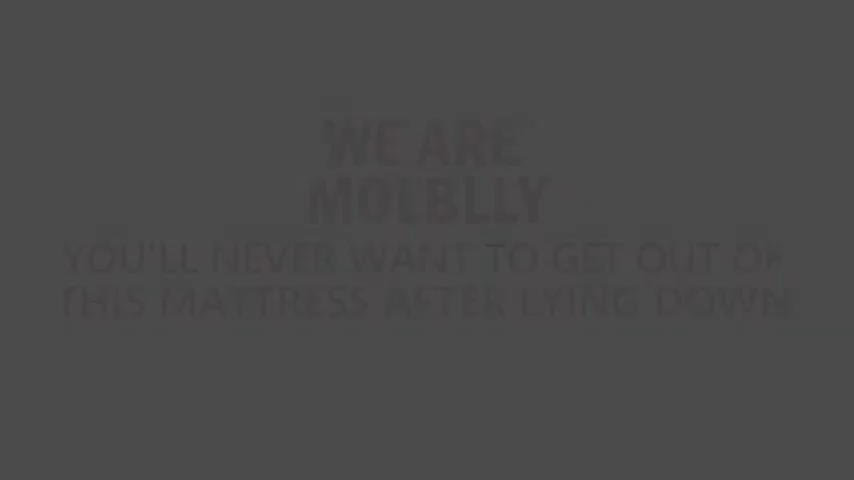 WE ARE
MOLBLLY
YOU'LL NEVER WANT TO GET OUT OF
THIS MATTRESS AFTER LYING DOWN